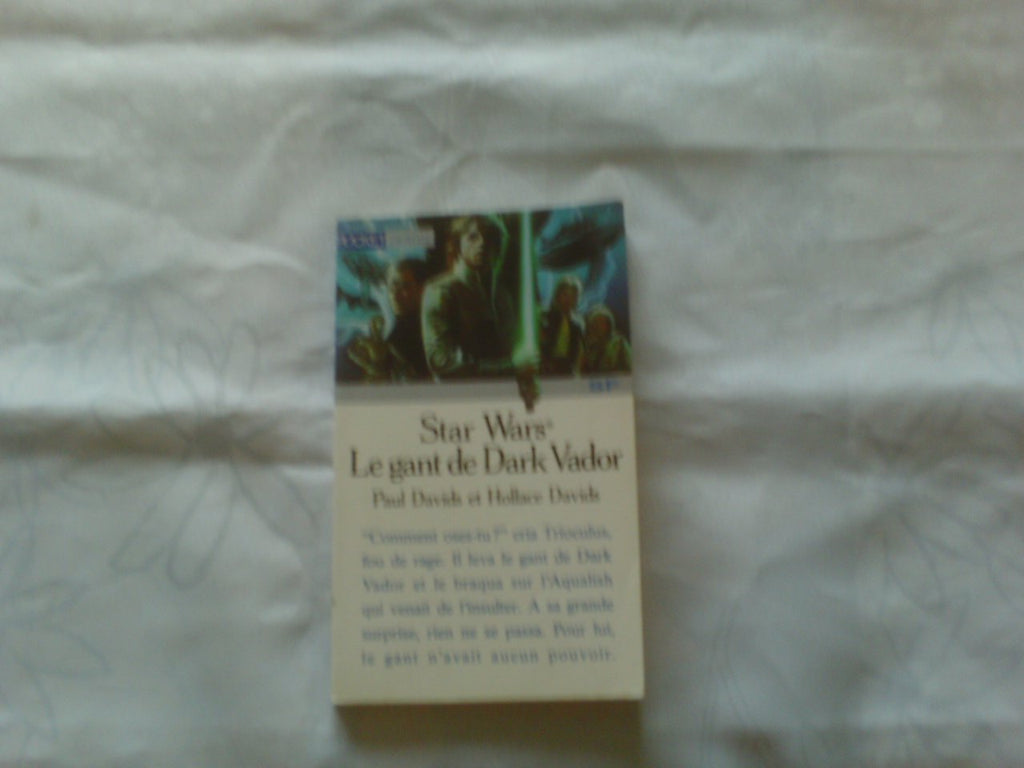 SF
Star Wars®
Le gant de Dark Vador
Paul Davids et Hollace Davids
"Comment oses-tu?" cria Trioculus,
fou de rage. Il leva le gant de Dark
Vador et le braqua sur l'Aqualish
qui venait de l'insulter. A sa grande
surprise, rien ne se passa. Pour lui,
le gant n'avait aucun pouvoir.